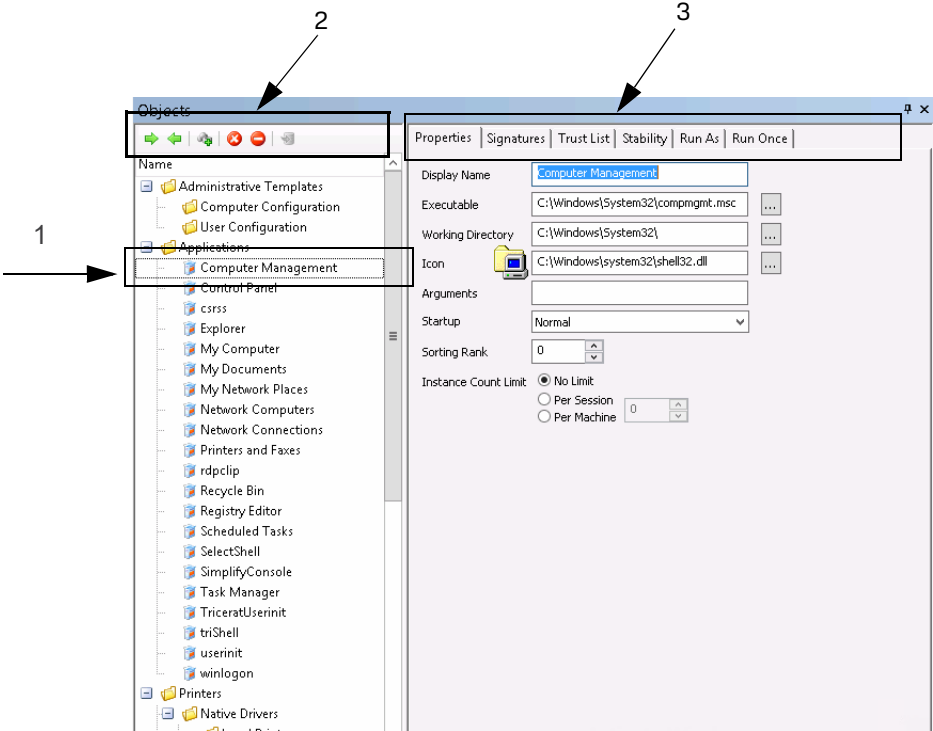 2
3
Objects
Properties Signatures Trust List Stability Run As Run Once
Name
Administrative Templates
Computer Configuration
User Configuration
1
Applications
Computer Management
Control Panel
csrss
Explorer
My Computer
My Documents
My Network Places
Network Computers
Network Connections
Printers and Faxes
rdpclip
Recycle Bin
Registry Editor
Scheduled Tasks
SelectShell
SimplifyConsole
Task Manager
TriceratUserinit
triShell
userinit
winlogon
Printers
Native Drivers
Display Name Computer Management
Executable C:\Windows\System32\compmgmt.msc ...
Working Directory C:\Windows\System32\ ...
Icon C:\Windows\system32\shell32.dll ...
Arguments
Startup Normal
Sorting Rank 0
Instance Count Limit No Limit
Per Session
Per Machine 0